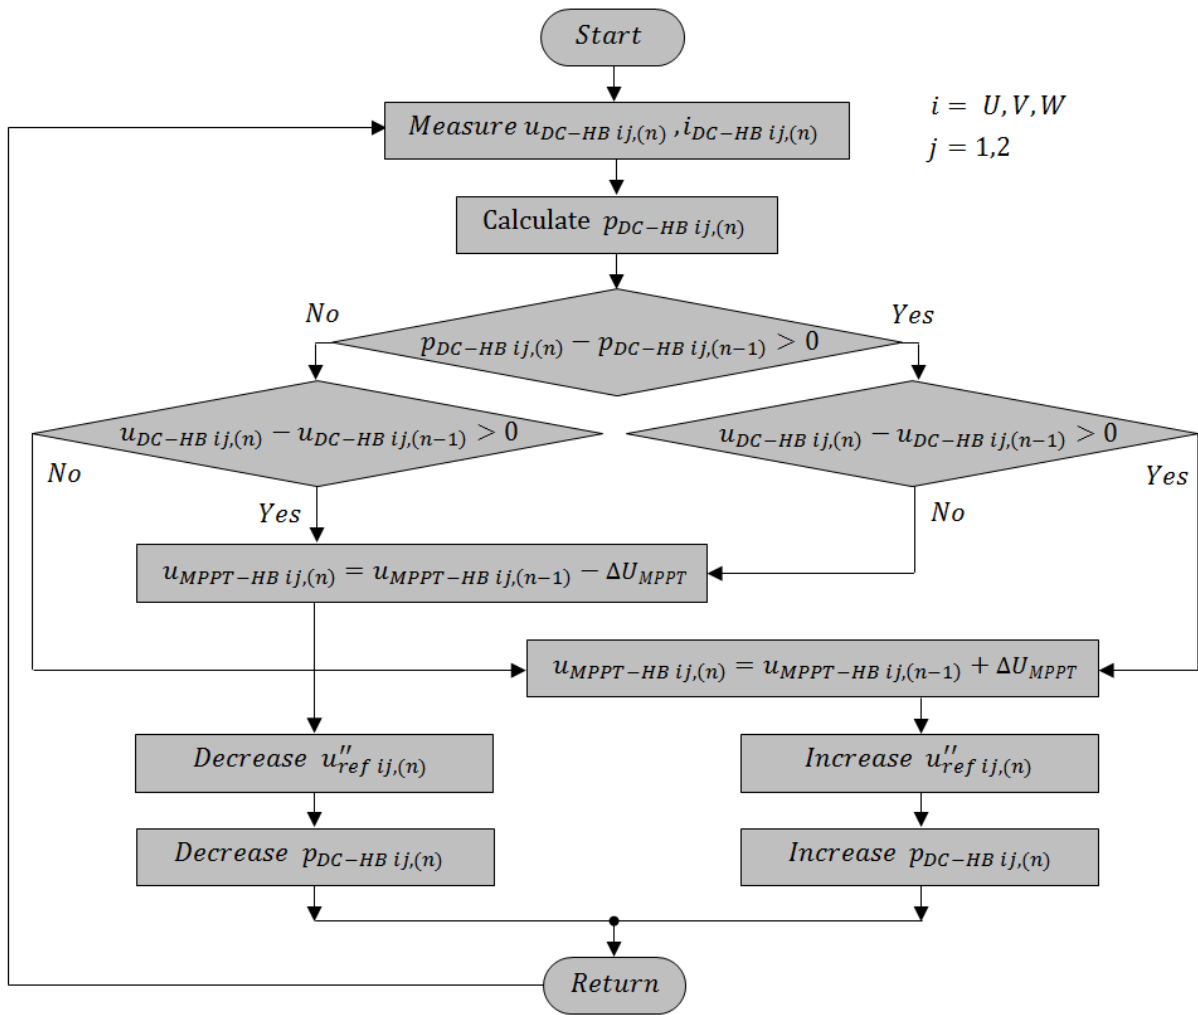 Start
Measure u_{DC−HB ij,(n)} , i_{DC−HB ij,(n)}
i = U, V, W
j = 1,2
Calculate p_{DC−HB ij,(n)}
No
Yes
p_{DC−HB ij,(n)} − p_{DC−HB ij,(n−1)} > 0
u_{DC−HB ij,(n)} − u_{DC−HB ij,(n−1)} > 0
u_{DC−HB ij,(n)} − u_{DC−HB ij,(n−1)} > 0
No
Yes
Yes
No
u_{MPPT−HB ij,(n)} = u_{MPPT−HB ij,(n−1)} − ΔU_{MPPT}
u_{MPPT−HB ij,(n)} = u_{MPPT−HB ij,(n−1)} + ΔU_{MPPT}
Decrease u''_{ref ij,(n)}
Increase u''_{ref ij,(n)}
Decrease p_{DC−HB ij,(n)}
Increase p_{DC−HB ij,(n)}
Return